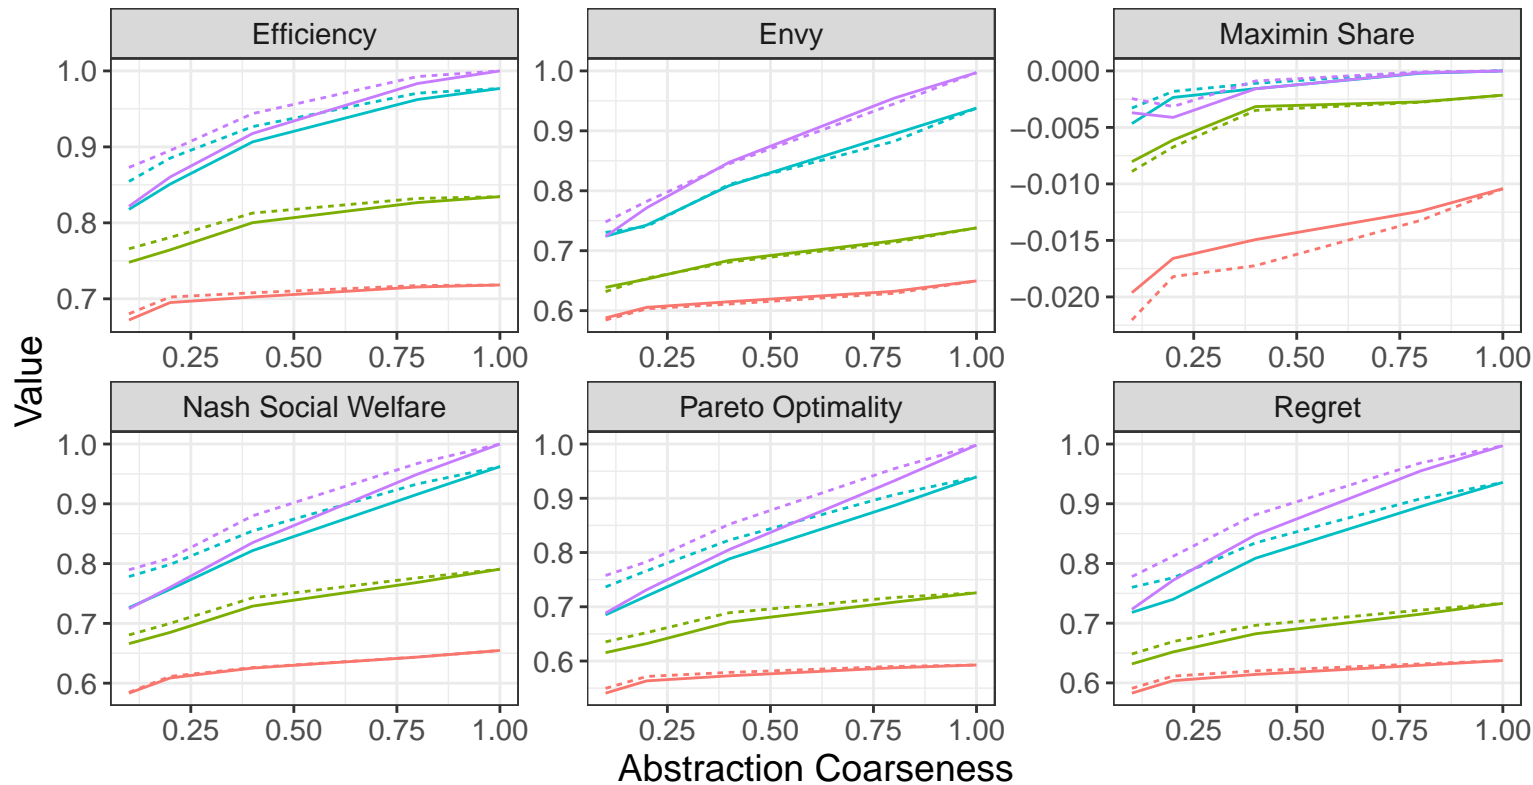 Efficiency
Envy
Maximin Share
1.0
0.9
0.8
0.7
1.0
0.9
0.8
0.7
0.6
0.000
−0.005
−0.010
−0.015
−0.020
0.25 0.50 0.75 1.00
0.25 0.50 0.75 1.00
0.25 0.50 0.75 1.00
Value
Nash Social Welfare
Pareto Optimality
Regret
1.0
0.9
0.8
0.7
0.6
1.0
0.9
0.8
0.7
0.6
1.0
0.9
0.8
0.7
0.6
0.25 0.50 0.75 1.00
0.25 0.50 0.75 1.00
0.25 0.50 0.75 1.00
Abstraction Coarseness